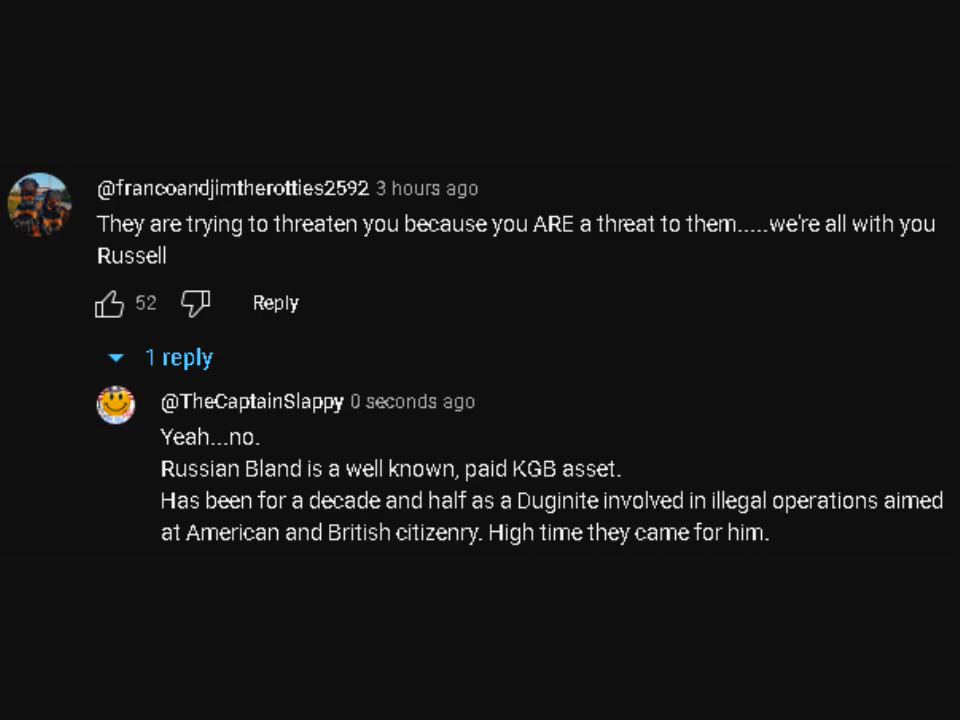 @francoandjimtherotties2592 3 hours ago
They are trying to threaten you because you ARE a threat to them.....we're all with you
Russell
52 Reply
1 reply
@TheCaptainSlappy 0 seconds ago
Yeah...no.
Russian Bland is a well known, paid KGB asset.
Has been for a decade and half as a Duginite involved in illegal operations aimed
at American and British citizenry. High time they came for him.